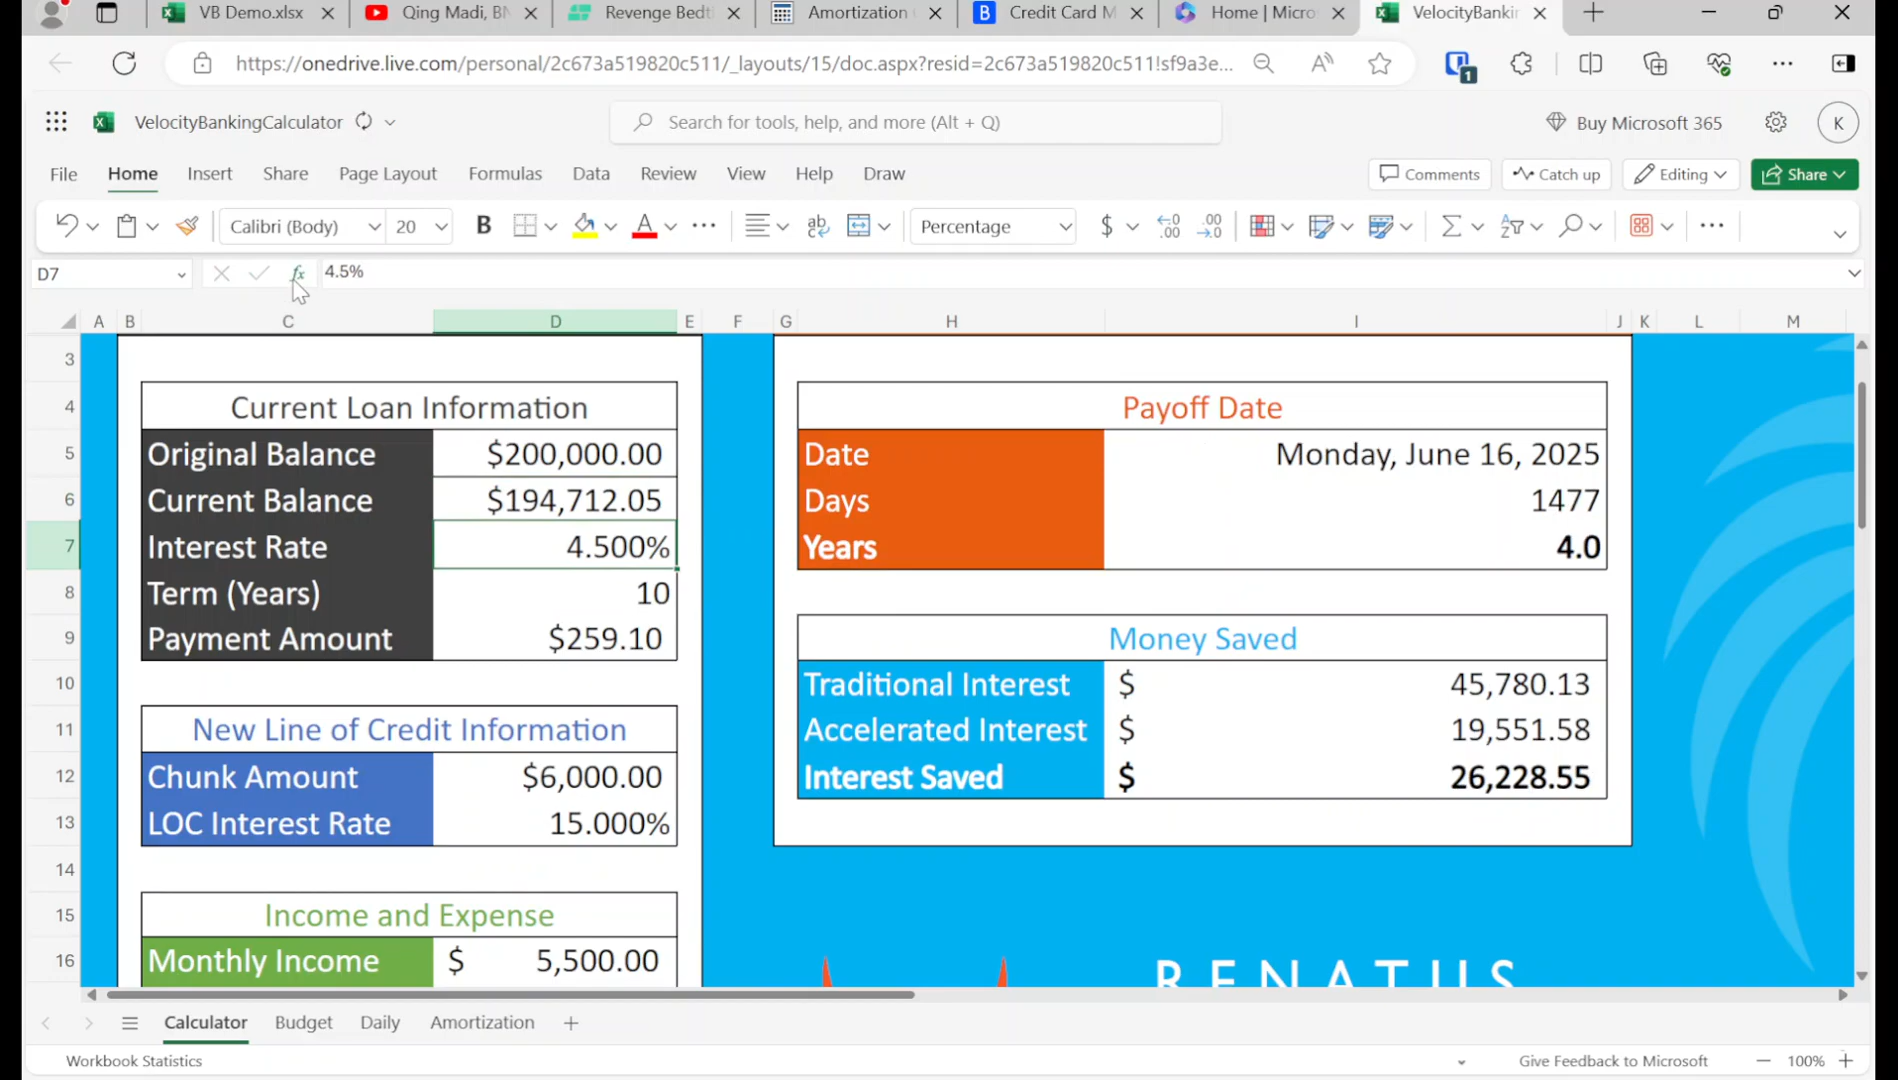 VB Demo.xlsx
Qing Madi, BN
Revenge Bedt
Amortization
Credit Card M
Home | Micro
VelocityBankin
https://onedrive.live.com/personal/2c673a519820c511/_layouts/15/doc.aspx?resid=2c673a519820c511!sf9a3e...
1
VelocityBankingCalculator
Search for tools, help, and more (Alt + Q)
Buy Microsoft 365
K
File Home Insert Share Page Layout Formulas Data Review View Help Draw
Comments Catch up Editing Share
Calibri (Body) 20 B A ab Percentage $ .00 .00 Σ
D7 fx 4.5%
A B C D E F G H I J K L M
3
4 Current Loan Information Payoff Date
5 Original Balance $200,000.00 Date Monday, June 16, 2025
6 Current Balance $194,712.05 Days 1477
7 Interest Rate 4.500% Years 4.0
8 Term (Years) 10
9 Payment Amount $259.10 Money Saved
10 Traditional Interest $ 45,780.13
11 New Line of Credit Information Accelerated Interest $ 19,551.58
12 Chunk Amount $6,000.00 Interest Saved $ 26,228.55
13 LOC Interest Rate 15.000%
14
15 Income and Expense
16 Monthly Income $ 5,500.00 RENATUS
Calculator Budget Daily Amortization
Workbook Statistics Give Feedback to Microsoft 100%